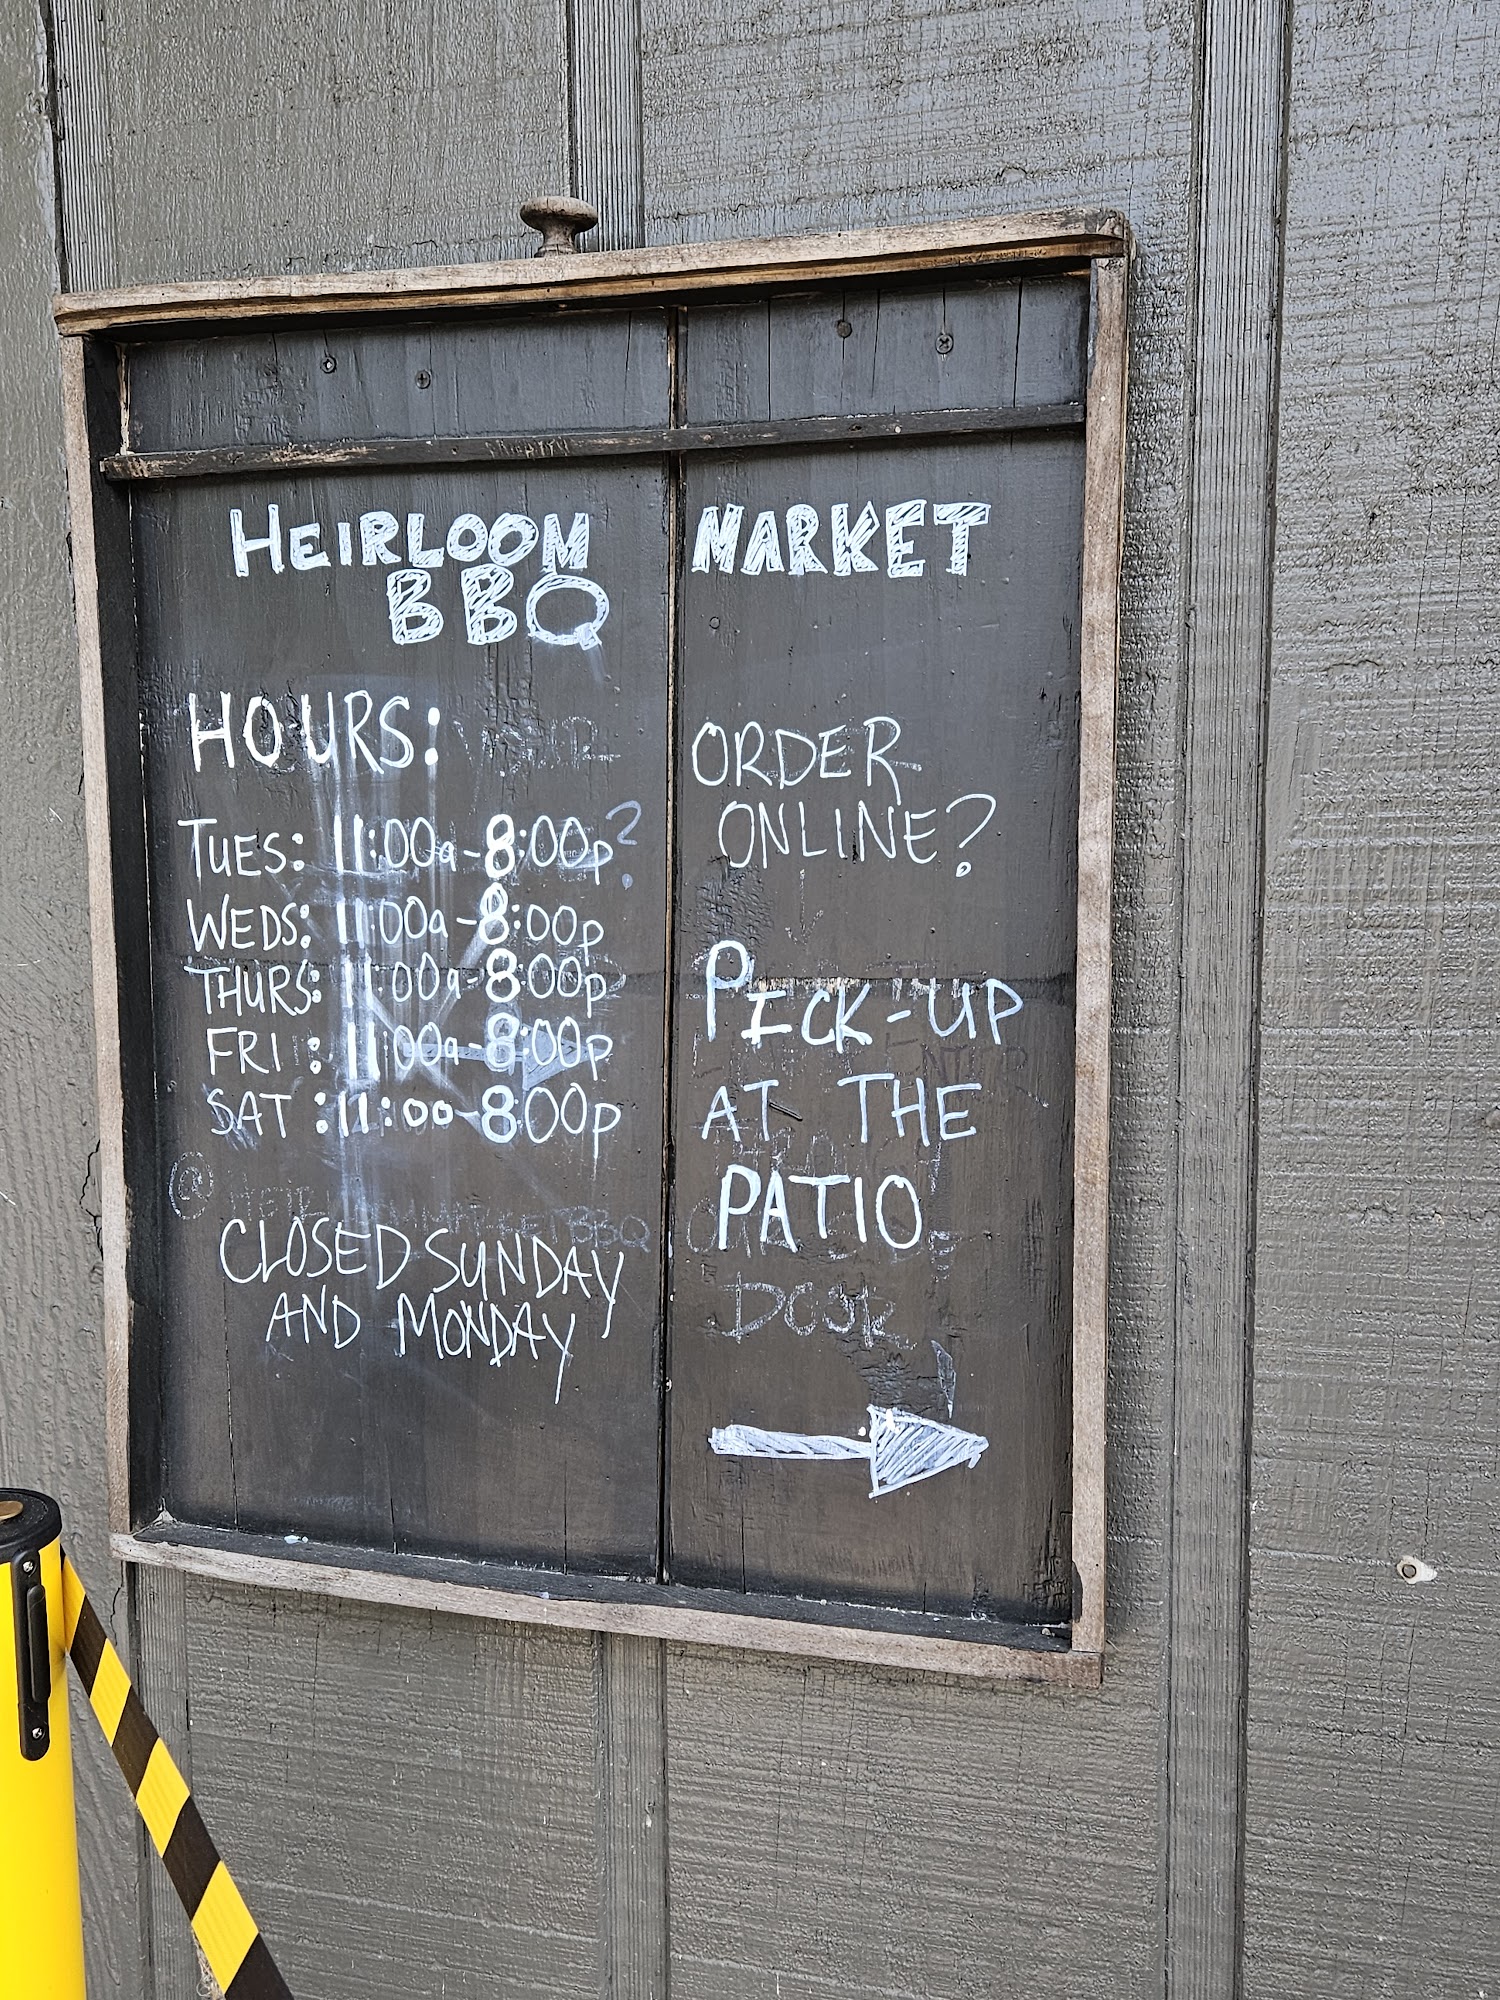 HEIRLOOM MARKET
BBQ
HOURS:
TUES: 11:00a-8:00p?
WEDS: 11:00a-8:00p
THURS: 11:00a-8:00p
FRI : 11:00a-8:00p
SAT : 11:00-8:00p
CLOSED SUNDAY
AND MONDAY
ORDER
ONLINE?
PICK-UP
AT THE
PATIO